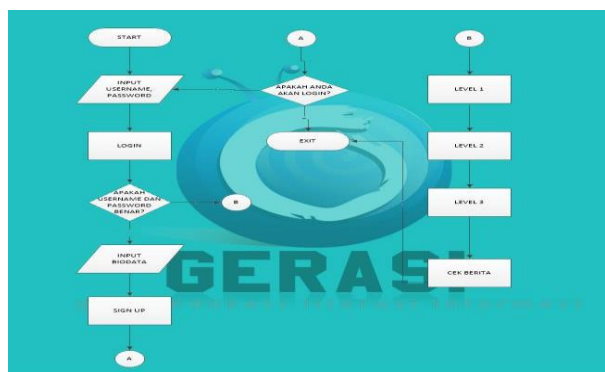 START
INPUT
USERNAME,
PASSWORD
LOGIN
APAKAH
USERNAME DAN
PASSWORD
BENAR?
INPUT
BIODATA
SIGN UP
A
A
APAKAH ANDA
AKAN LOGIN?
EXIT
B
B
LEVEL 1
LEVEL 2
LEVEL 3
CEK BERITA
GERASI